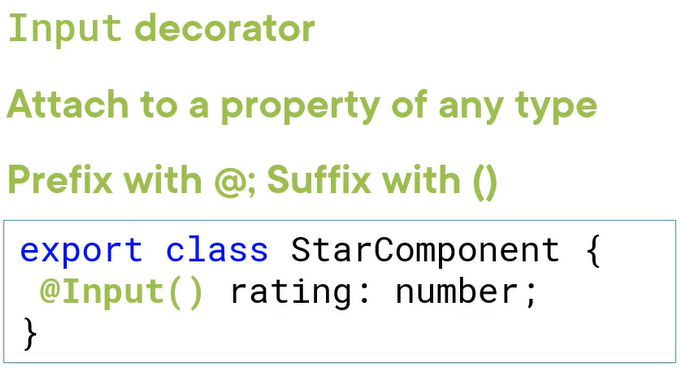 Input decorator
Attach to a property of any type
Prefix with @; Suffix with ()
export class StarComponent {
 @Input() rating: number;
}